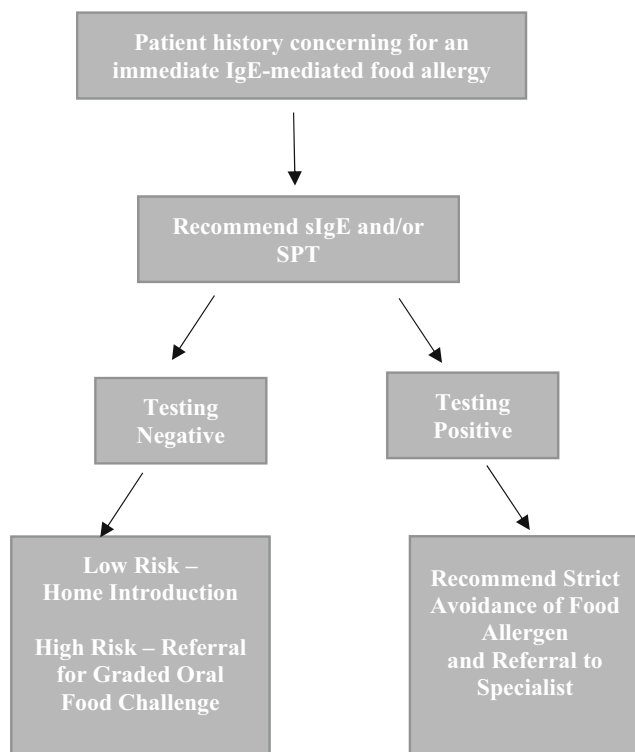 Patient history concerning for an
immediate IgE-mediated food allergy
Recommend sIgE and/or
SPT
Testing
Negative
Testing
Positive
Low Risk –
Home Introduction
High Risk – Referral
for Graded Oral
Food Challenge
Recommend Strict
Avoidance of Food
Allergen
and Referral to
Specialist